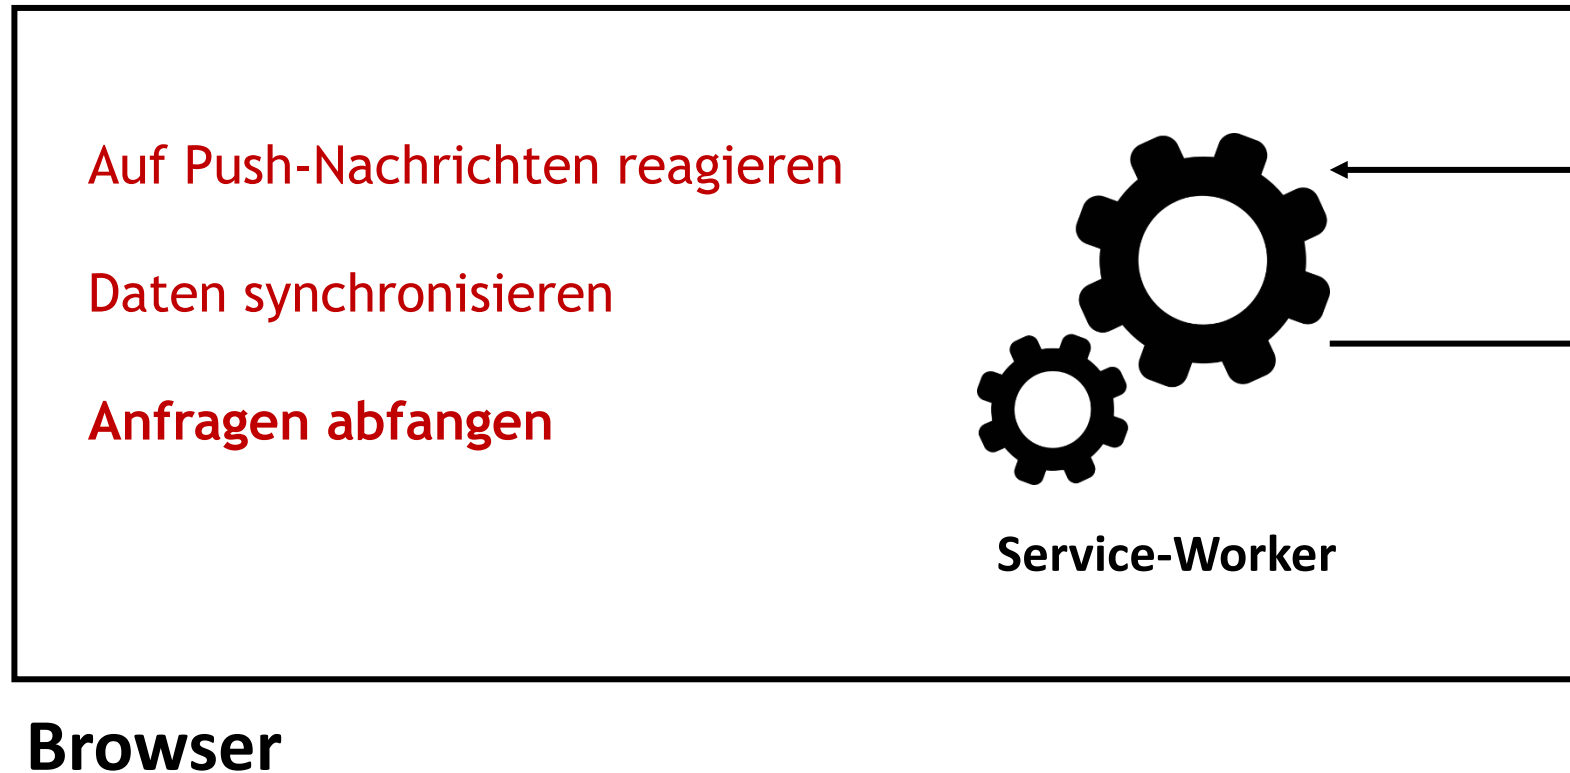 Auf Push-Nachrichten reagieren
Daten synchronisieren
Anfragen abfangen
Service-Worker
Browser